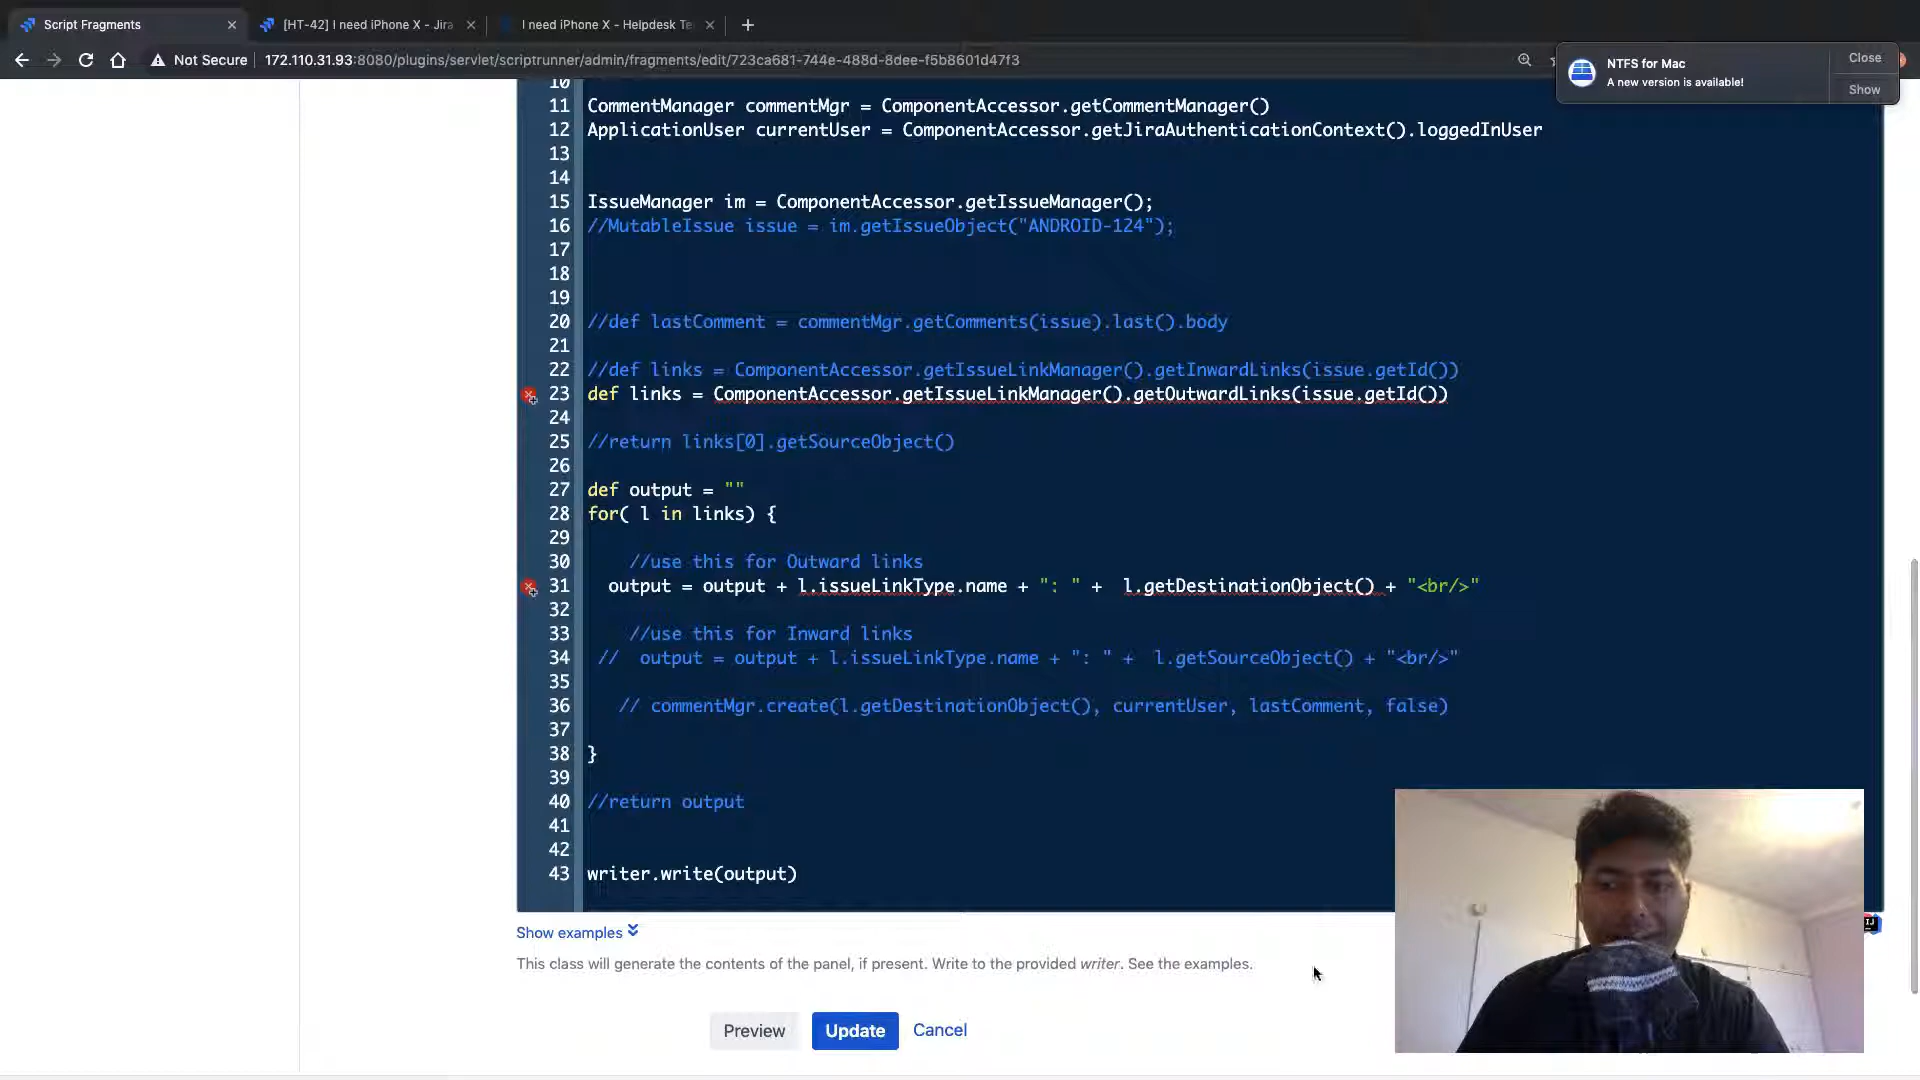 Script Fragments
[HT-42] I need iPhone X - Jira
I need iPhone X - Helpdesk Te
Not Secure
172.110.31.93:8080/plugins/servlet/scriptrunner/admin/fragments/edit/723ca681-744e-488d-8dee-f5b8601d47f3
NTFS for Mac
A new version is available!
Close
Show
10
11 CommentManager commentMgr = ComponentAccessor.getCommentManager()
12 ApplicationUser currentUser = ComponentAccessor.getJiraAuthenticationContext().loggedInUser
13
14
15 IssueManager im = ComponentAccessor.getIssueManager();
16 //MutableIssue issue = im.getIssueObject("ANDROID-124");
17
18
19
20 //def lastComment = commentMgr.getComments(issue).last().body
21
22 //def links = ComponentAccessor.getIssueLinkManager().getInwardLinks(issue.getId())
23 def links = ComponentAccessor.getIssueLinkManager().getOutwardLinks(issue.getId())
24
25 //return links[0].getSourceObject()
26
27 def output = ""
28 for( l in links) {
29
30 //use this for Outward links
31 output = output + l.issueLinkType.name + ": " + l.getDestinationObject() + "<br/>"
32
33 //use this for Inward links
34 // output = output + l.issueLinkType.name + ": " + l.getSourceObject() + "<br/>"
35
36 // commentMgr.create(l.getDestinationObject(), currentUser, lastComment, false)
37
38 }
39
40 //return output
41
42
43 writer.write(output)
IJ
Show examples
This class will generate the contents of the panel, if present. Write to the provided writer. See the examples.
Preview
Update
Cancel